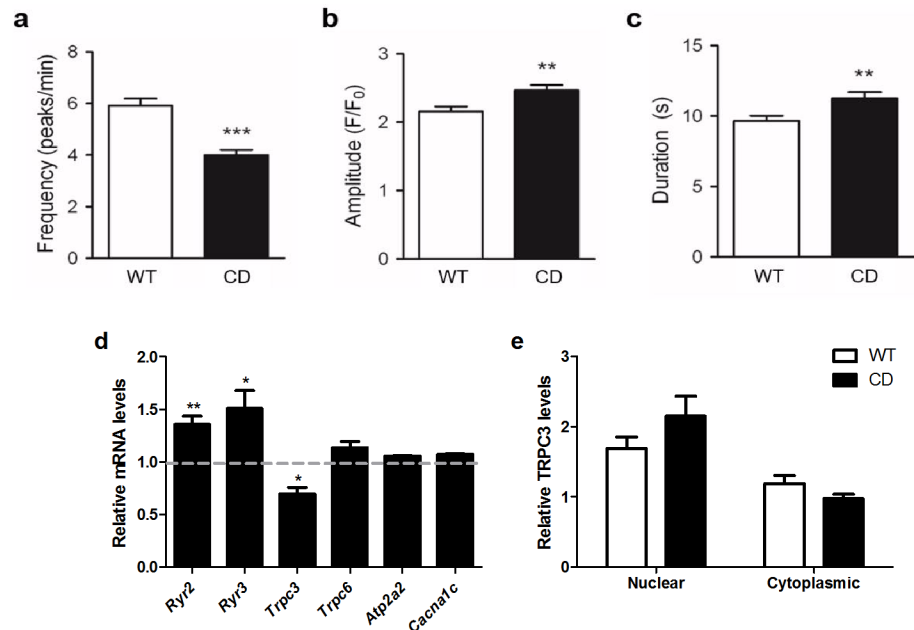 a
Frequency (peaks/min)
8
6
4
2
0
***
WT
CD
b
Amplitude (F/F0)
3
2
1
0
**
WT
CD
c
Duration (s)
15
10
5
0
**
WT
CD
d
Relative mRNA levels
2.0
1.5
1.0
0.5
0.0
**
*
*
Ryr2
Ryr3
Trpc3
Trpc6
Atp2a2
Cacna1c
e
Relative TRPC3 levels
3
2
1
0
WT
CD
Nuclear
Cytoplasmic